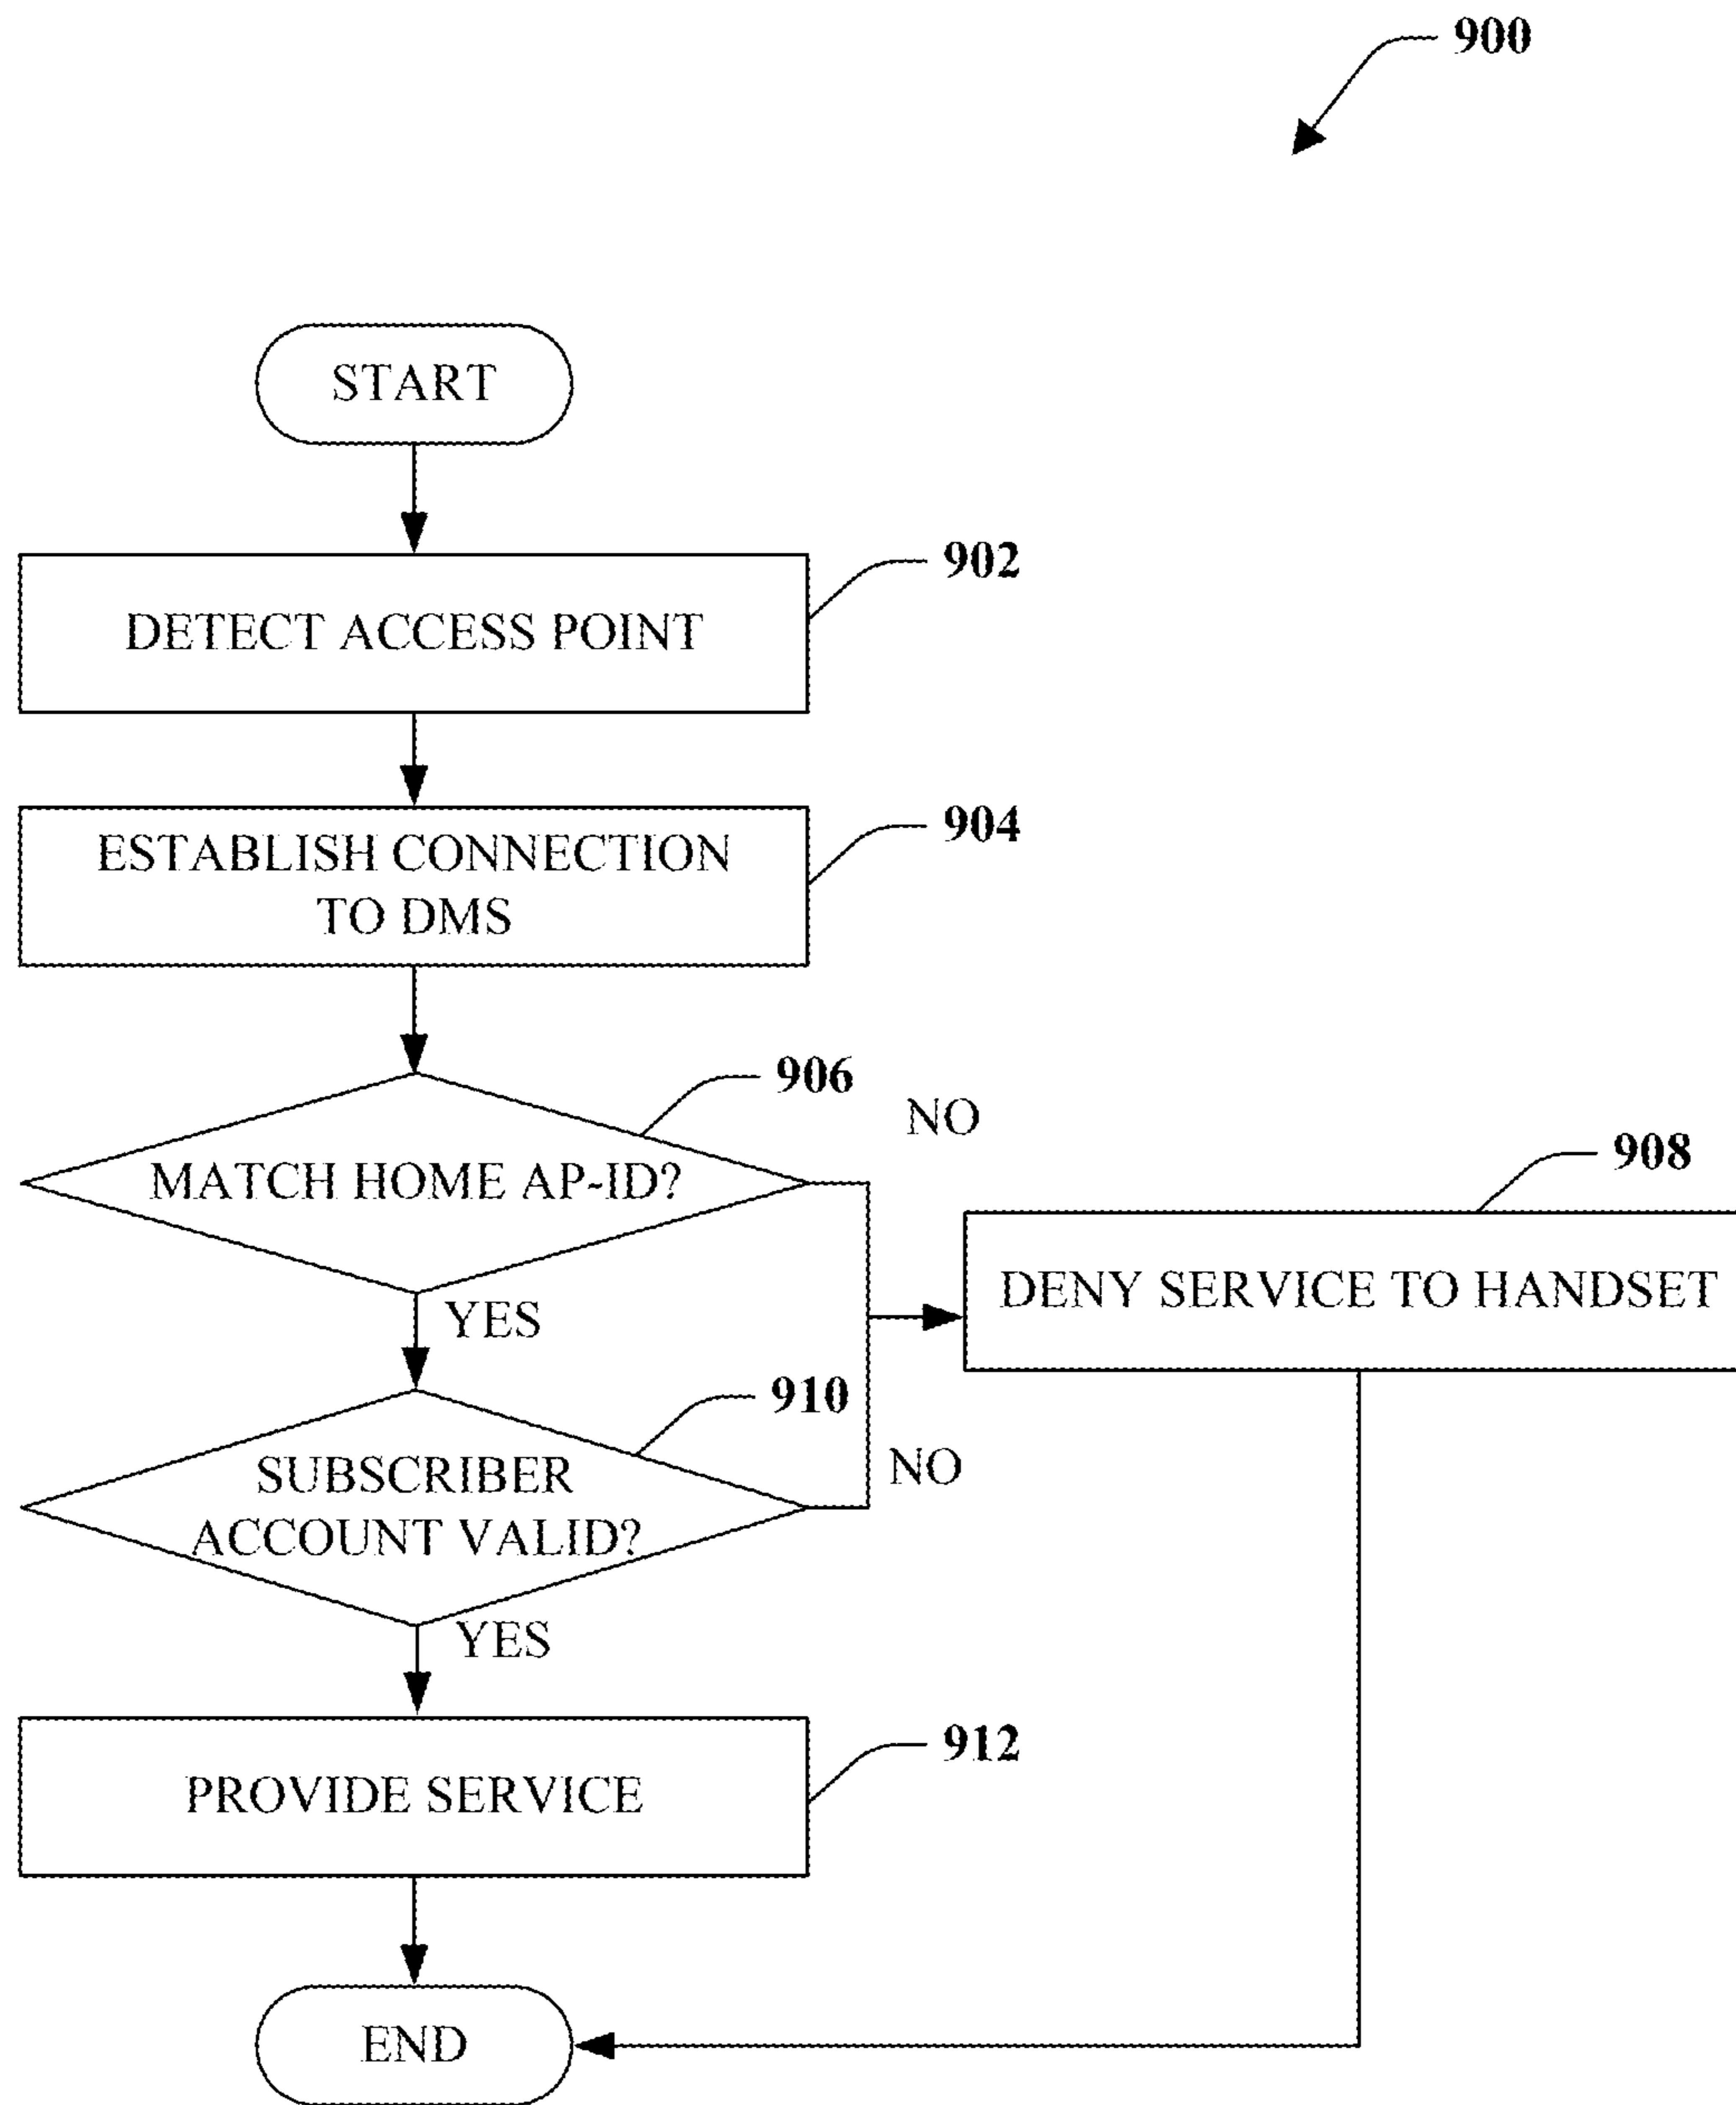 900
START
902
DETECT ACCESS POINT
904
ESTABLISH CONNECTION
TO DMS
906
NO
MATCH HOME AP-ID?
908
DENY SERVICE TO HANDSET
YES
910
SUBSCRIBER
ACCOUNT VALID?
NO
YES
912
PROVIDE SERVICE
END